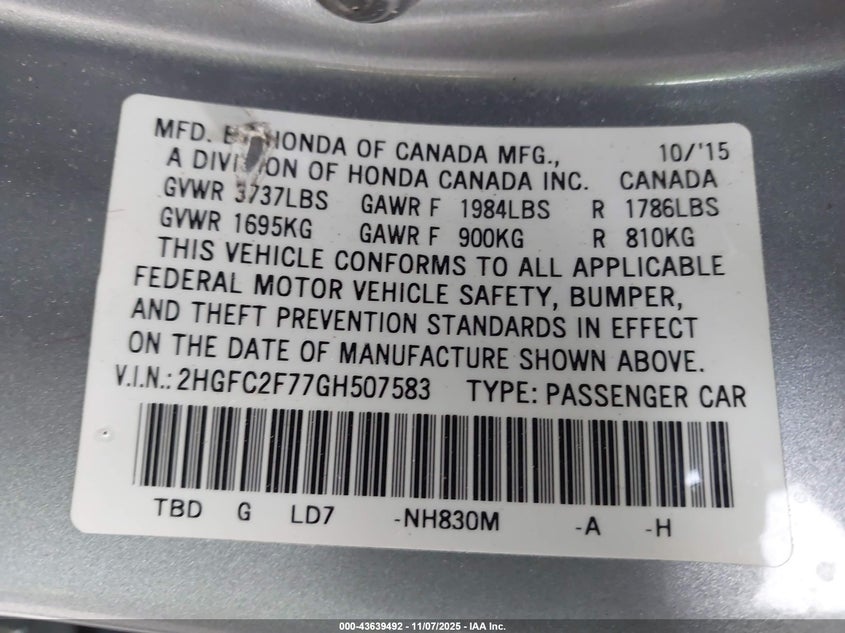 MFD. BY HONDA OF CANADA MFG., 10/'15
A DIVISION OF HONDA CANADA INC. CANADA
GVWR 3737LBS GAWR F 1984LBS R 1786LBS
GVWR 1695KG GAWR F 900KG R 810KG
THIS VEHICLE CONFORMS TO ALL APPLICABLE
FEDERAL MOTOR VEHICLE SAFETY, BUMPER,
AND THEFT PREVENTION STANDARDS IN EFFECT
ON THE DATE OF MANUFACTURE SHOWN ABOVE.
V.I.N.: 2HGFC2F77GH507583 TYPE: PASSENGER CAR
TBD G LD7 -NH830M -A -H
000-43639492 - 11/07/2025 - IAA Inc.